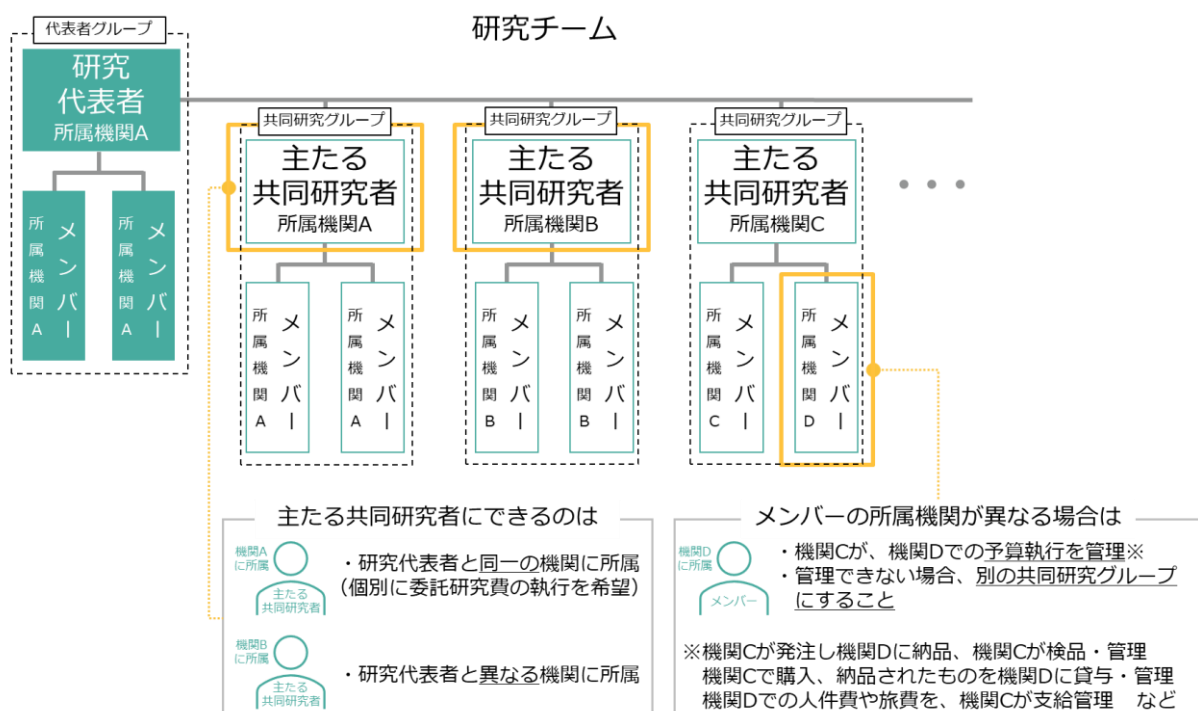 研究チーム
代表者グループ
研究
代表者
所属機関A
メンバー
所属機関A
メンバー
所属機関A
共同研究グループ
主たる
共同研究者
所属機関A
メンバー
所属機関A
メンバー
所属機関A
共同研究グループ
主たる
共同研究者
所属機関B
メンバー
所属機関B
メンバー
所属機関B
共同研究グループ
主たる
共同研究者
所属機関C
メンバー
所属機関C
メンバー
所属機関D
・・・
主たる共同研究者にできるのは
機関A
に所属
主たる
共同研究者
・研究代表者と同一の機関に所属
（個別に委託研究費の執行を希望）
機関B
に所属
主たる
共同研究者
・研究代表者と異なる機関に所属
メンバーの所属機関が異なる場合は
機関D
に所属
メンバー
・機関Cが、機関Dでの予算執行を管理※
・管理できない場合、別の共同研究グループ
にすること
※機関Cが発注し機関Dに納品、機関Cが検品・管理
機関Cで購入、納品されたものを機関Dに貸与・管理
機関Dでの人件費や旅費を、機関Cが支給管理　など